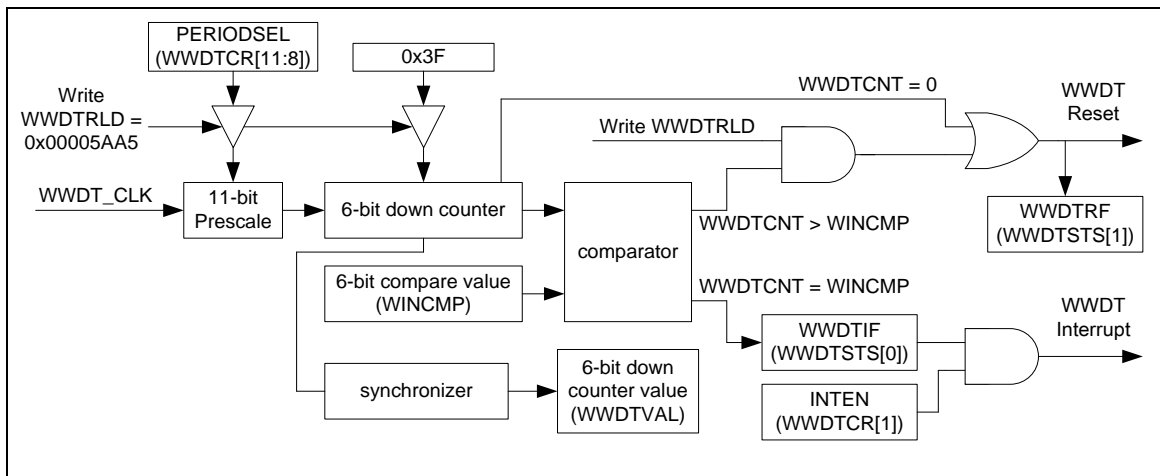 PERIODSEL
(WWDTCR[11:8])
0x3F
Write
WWDTRLD =
0x00005AA5
WWDTCNT = 0
WWDT
Reset
Write WWDTRLD
WWDT_CLK
11-bit
Prescale
6-bit down counter
comparator
WWDTCNT > WINCMP
WWDTRF
(WWDTSTS[1])
6-bit compare value
(WINCMP)
WWDTCNT = WINCMP
WWDTIF
(WWDTSTS[0])
WWDT
Interrupt
synchronizer
6-bit down
counter value
(WWDTVAL)
INTEN
(WWDTCR[1])